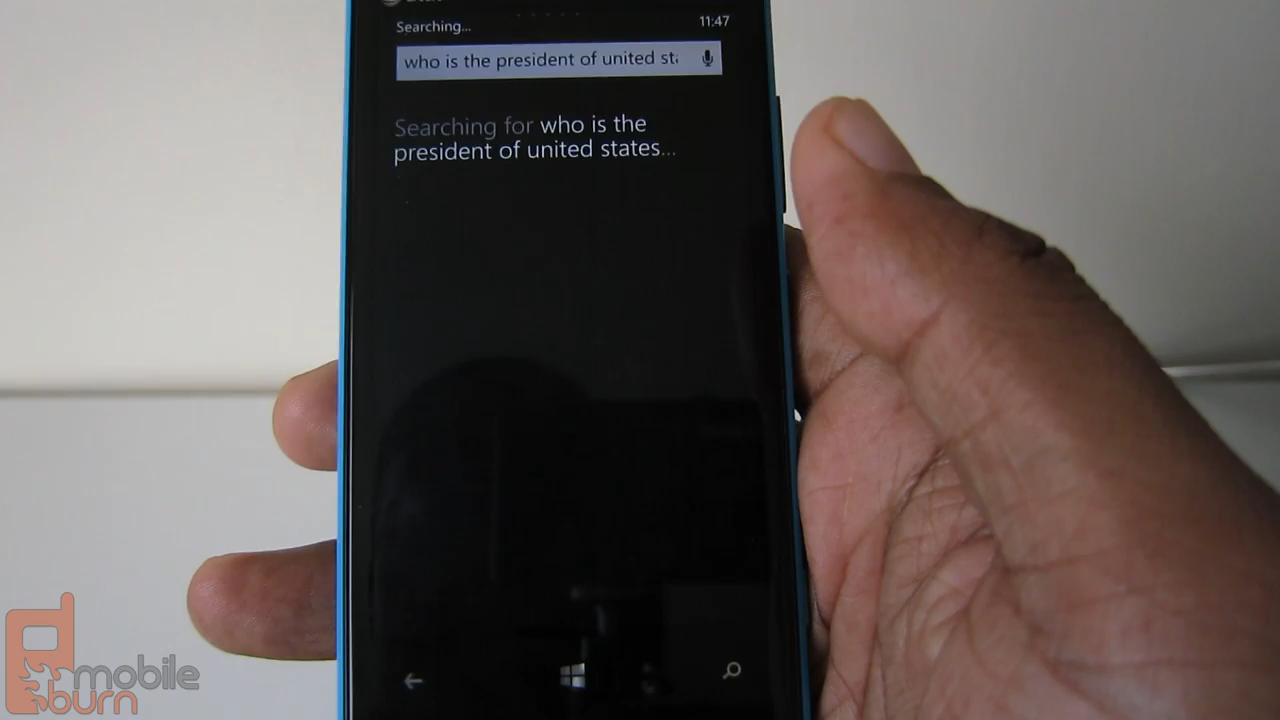 Searching...
11:47
who is the president of united st
Searching for who is the
president of united states...
mobile
burn